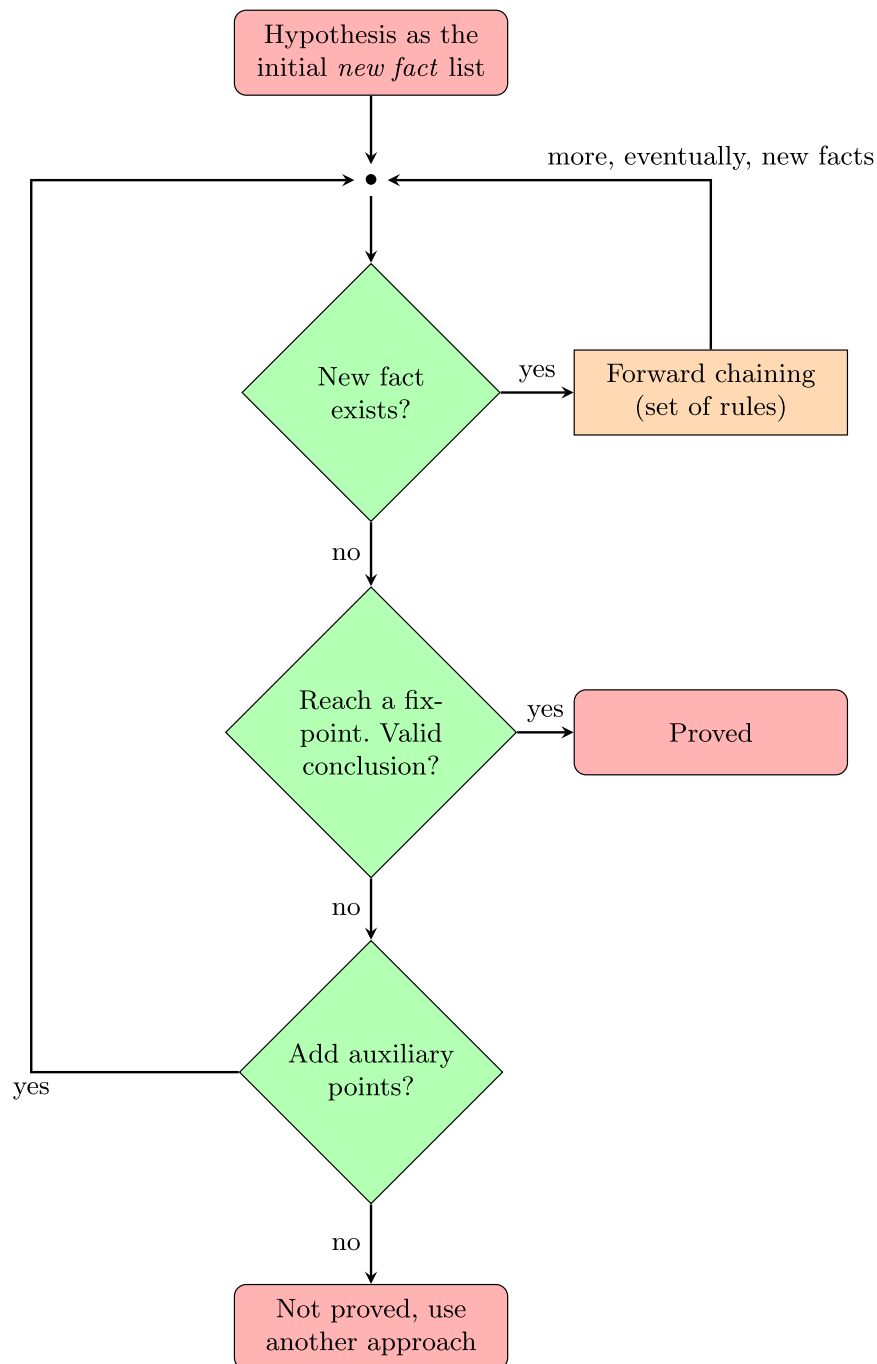 Hypothesis as the
initial new fact list
more, eventually, new facts
New fact
exists?
yes
Forward chaining
(set of rules)
no
Reach a fix-
point. Valid
conclusion?
yes
Proved
no
Add auxiliary
points?
yes
no
Not proved, use
another approach